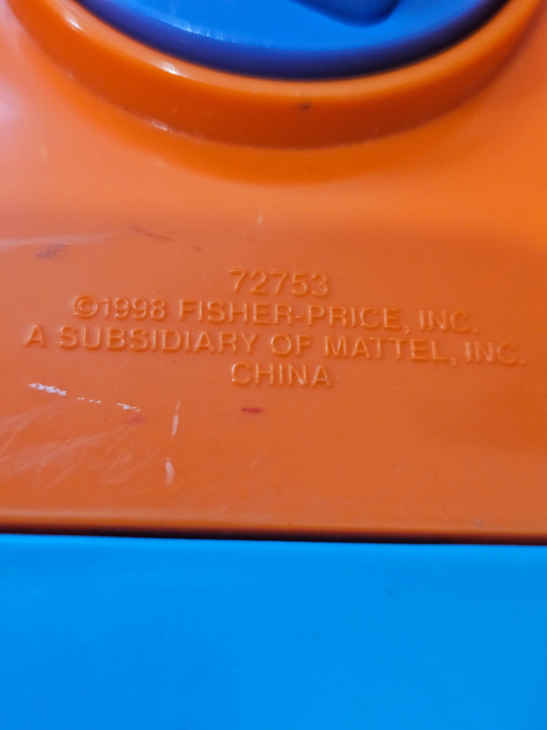 72753
©1998 FISHER-PRICE, INC.
A SUBSIDIARY OF MATTEL, INC.
CHINA